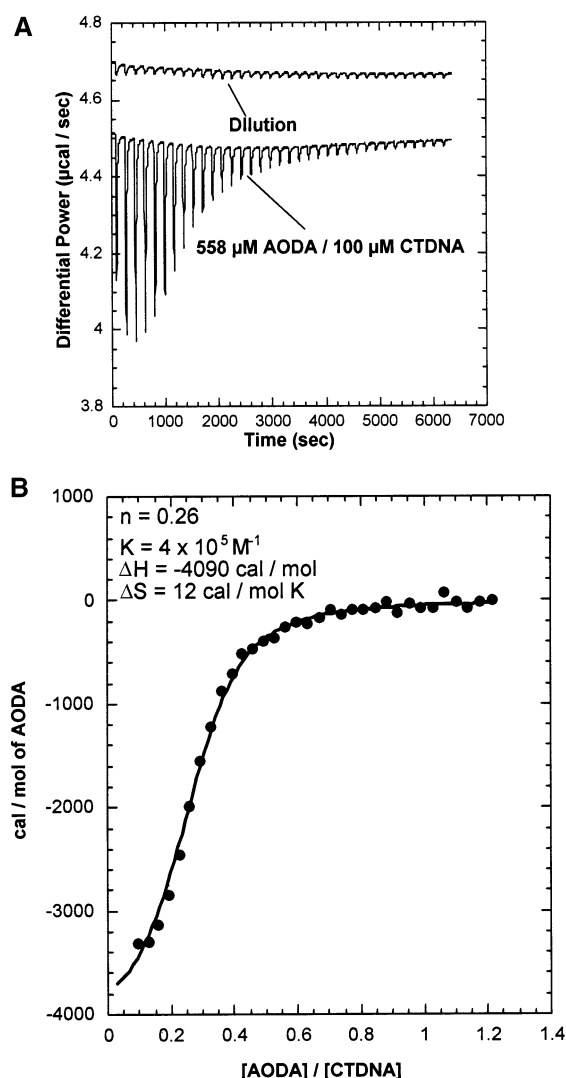 A
Differential Power (µcal / sec)
4.8
4.6
4.4
4.2
4
3.8
Dilution
558 µM AODA / 100 µM CTDNA
0 1000 2000 3000 4000 5000 6000 7000
Time (sec)
B
cal / mol of AODA
1000
0
-1000
-2000
-3000
-4000
n = 0.26
K = 4 x 10⁵ M⁻¹
ΔH = -4090 cal / mol
ΔS = 12 cal / mol K
0 0.2 0.4 0.6 0.8 1 1.2 1.4
[AODA] / [CTDNA]